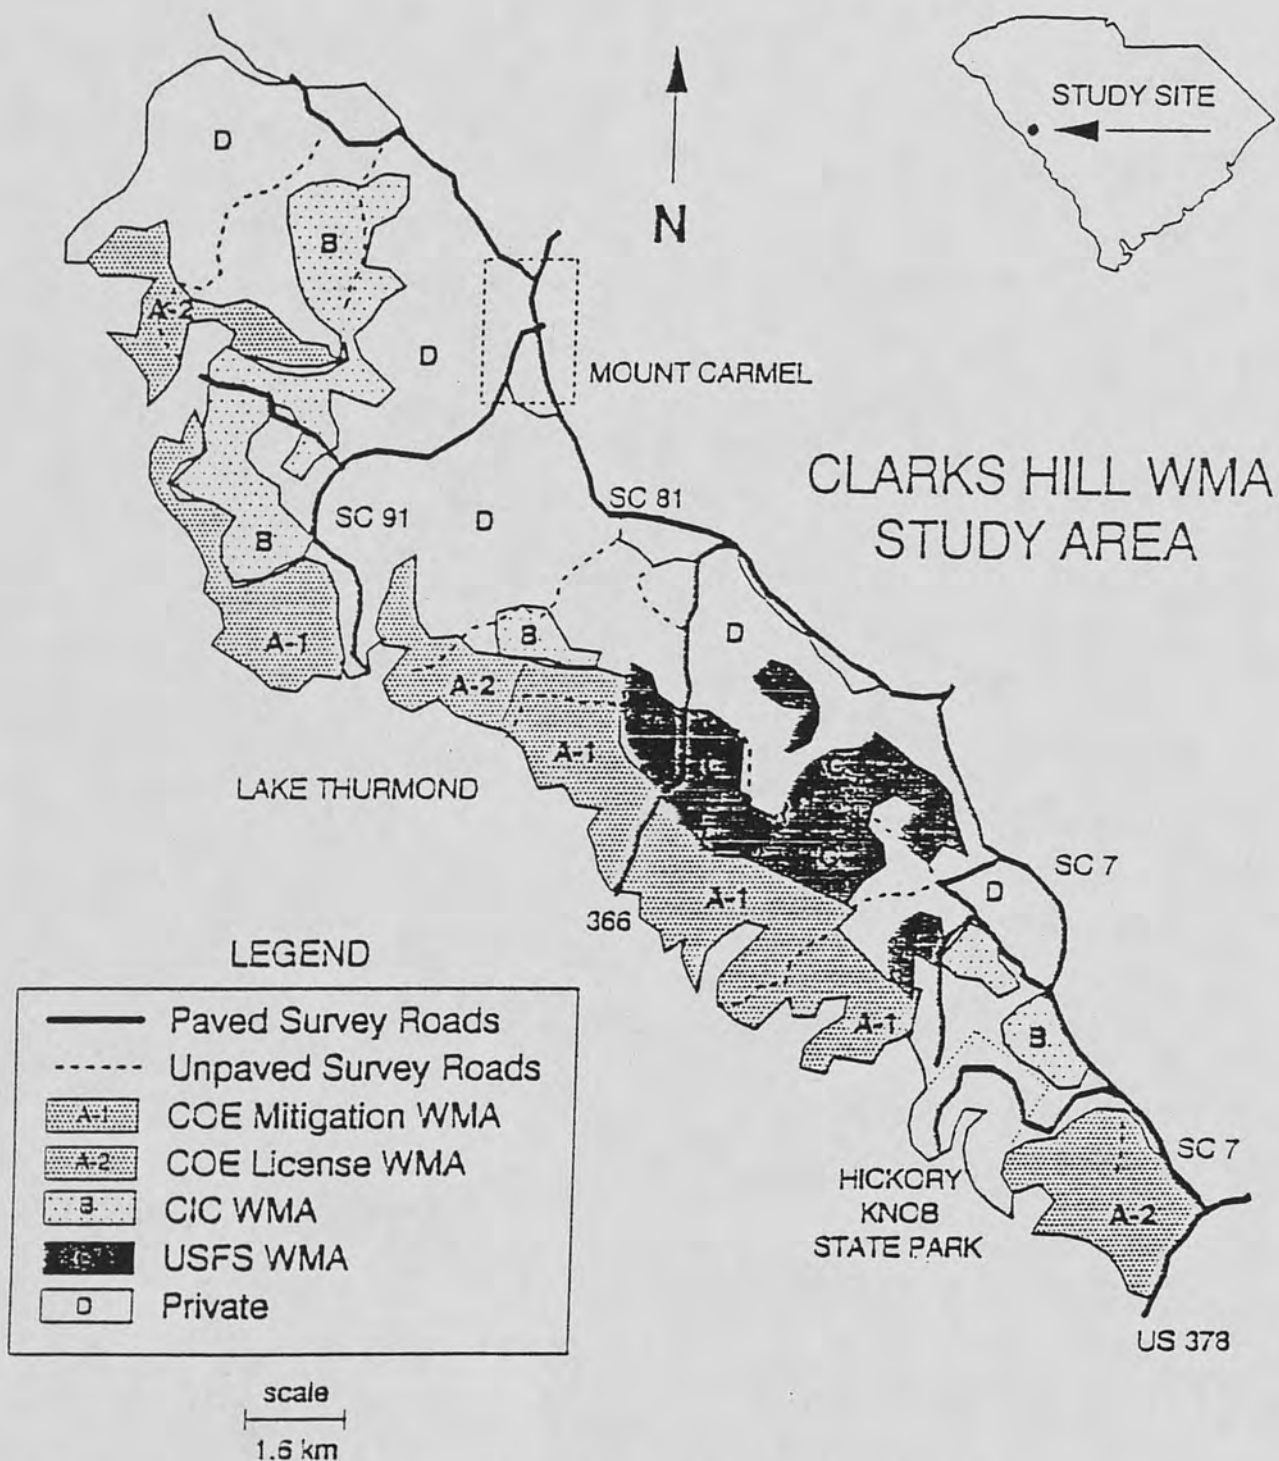 STUDY SITE
N
D
B
A-2
D
MOUNT CARMEL
CLARKS HILL WMA
STUDY AREA
SC 81
SC 91
D
B
A-1
B
D
A-2
A-1
C
C
LAKE THURMOND
C
SC 7
D
A-1
366
A-1
B
SC 7
HICKORY
KNOB
STATE PARK
A-2
US 378
LEGEND
Paved Survey Roads
Unpaved Survey Roads
A-1 COE Mitigation WMA
A-2 COE License WMA
B CIC WMA
C USFS WMA
D Private
scale
1.6 km